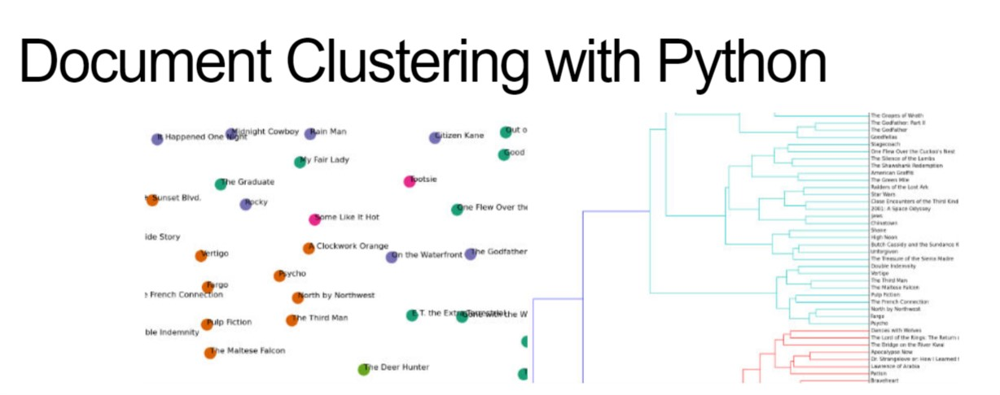 Document Clustering with Python
It Happened One Night
Midnight Cowboy
Rain Man
Citizen Kane
Out o
My Fair Lady
Good
The Graduate
Tootsie
Sunset Blvd.
Rocky
One Flew Over the
Some Like It Hot
ide Story
A Clockwork Orange
Vertigo
On the Waterfront
The Godfather
Psycho
Fargo
e French Connection
North by Northwest
E.T. the Extra-Terrestrial
Gone with the W
Pulp Fiction
The Third Man
ble Indemnity
The Maltese Falcon
The Deer Hunter
The Grapes of Wrath
The Godfather: Part II
The Godfather
Goodfellas
Stagecoach
One Flew Over the Cuckoo's Nest
The Silence of the Lambs
The Shawshank Redemption
American Graffiti
The Green Mile
Raiders of the Lost Ark
Star Wars
Close Encounters of the Third Kind
2001: A Space Odyssey
Jaws
Chinatown
Shane
High Noon
Butch Cassidy and the Sundance K
Unforgiven
The Treasure of the Sierra Madre
Double Indemnity
Vertigo
The Third Man
The Maltese Falcon
Pulp Fiction
The French Connection
North by Northwest
Fargo
Psycho
Dances with Wolves
The Lord of the Rings: The Return o
The Bridge on the River Kwai
Apocalypse Now
Dr. Strangelove or: How I Learned t
Lawrence of Arabia
Patton
Braveheart